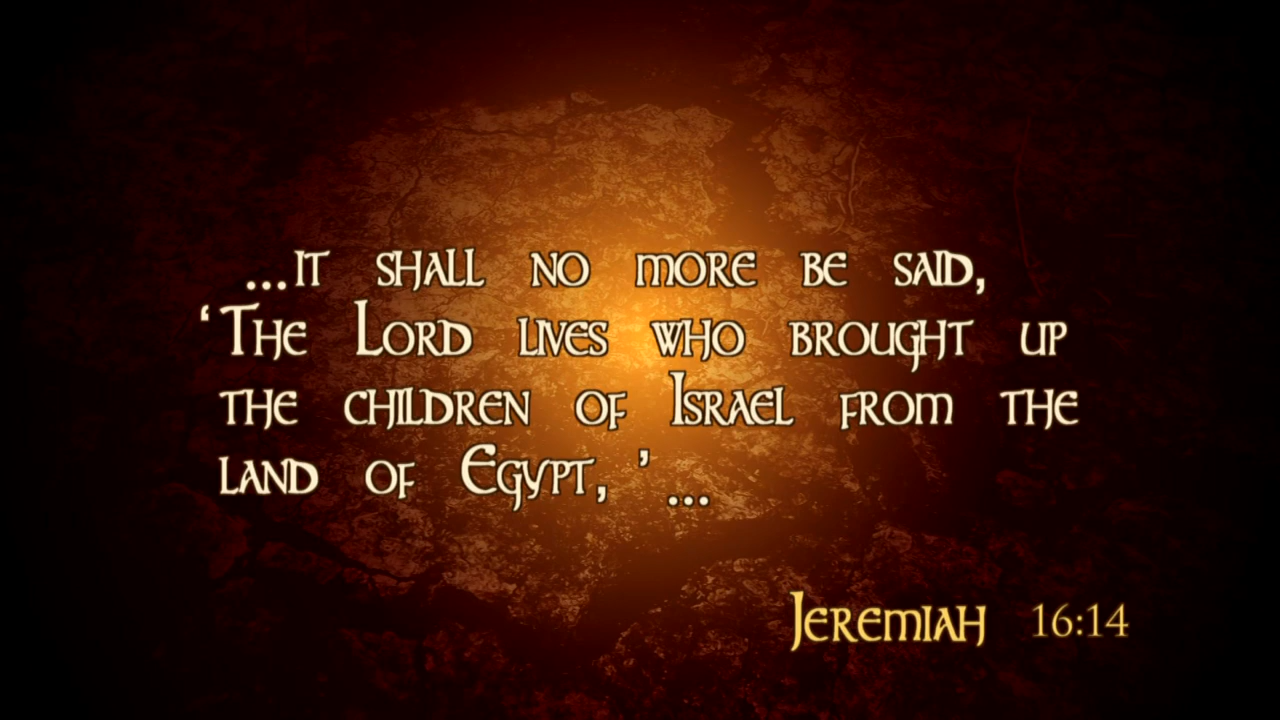 ...it shall no more be said,
‘The Lord lives who brought up
the children of Israel from the
land of Egypt, ’ ...
Jeremiah 16:14